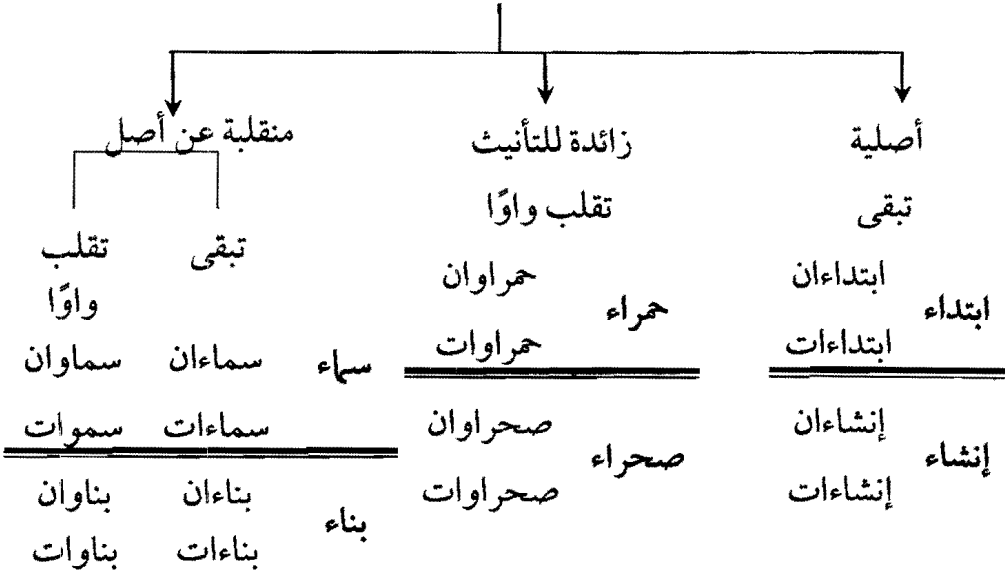 أصلية
تبقى
ابتداء
ابتداءان
ابتداءات
إنشاء
إنشاءان
إنشاءات
زائدة للتأنيث
تقلب واوًا
حمراء
حمراوان
حمراوات
صحراء
صحراوان
صحراوات
منقلبة عن أصل
تبقى
تقلب
واوًا
سماء
سماءان
سماوان
سماءات
سموات
بناء
بناءان
بناوان
بناءات
بناوات